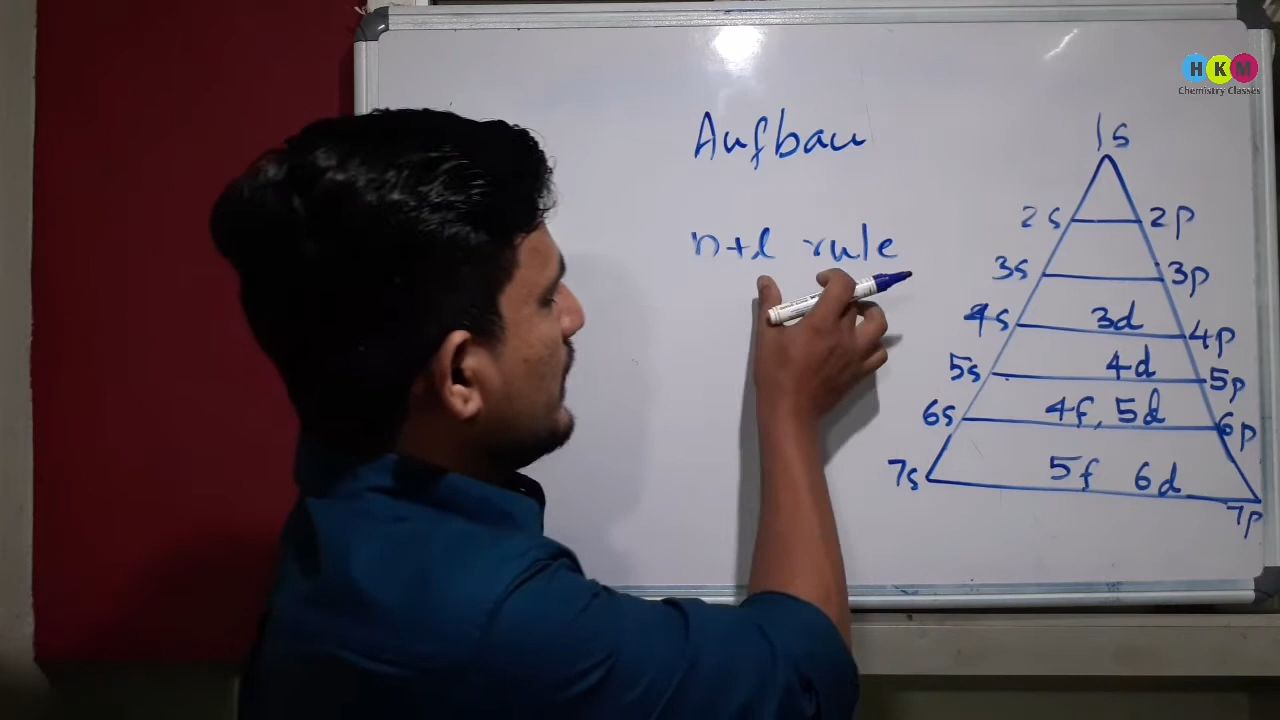 HKM
Chemistry Classes
Aufbau
n+l rule
1s
2s 2p
3s 3p
4s 3d 4p
5s 4d 5p
6s 4f, 5d 6p
7s 5f 6d 7p